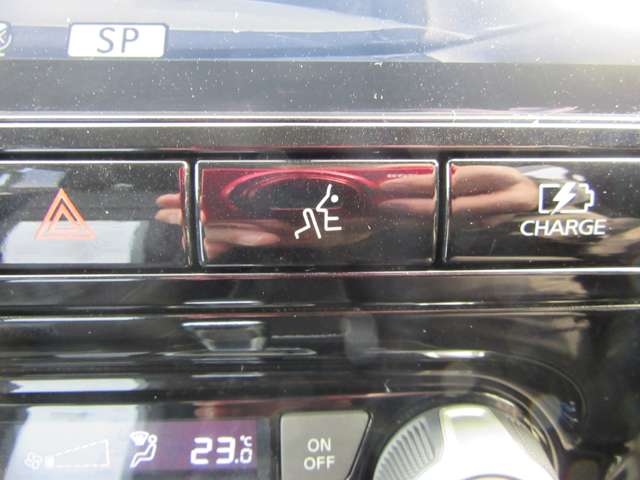 SP
CHARGE
23.0 ℃
ON
OFF